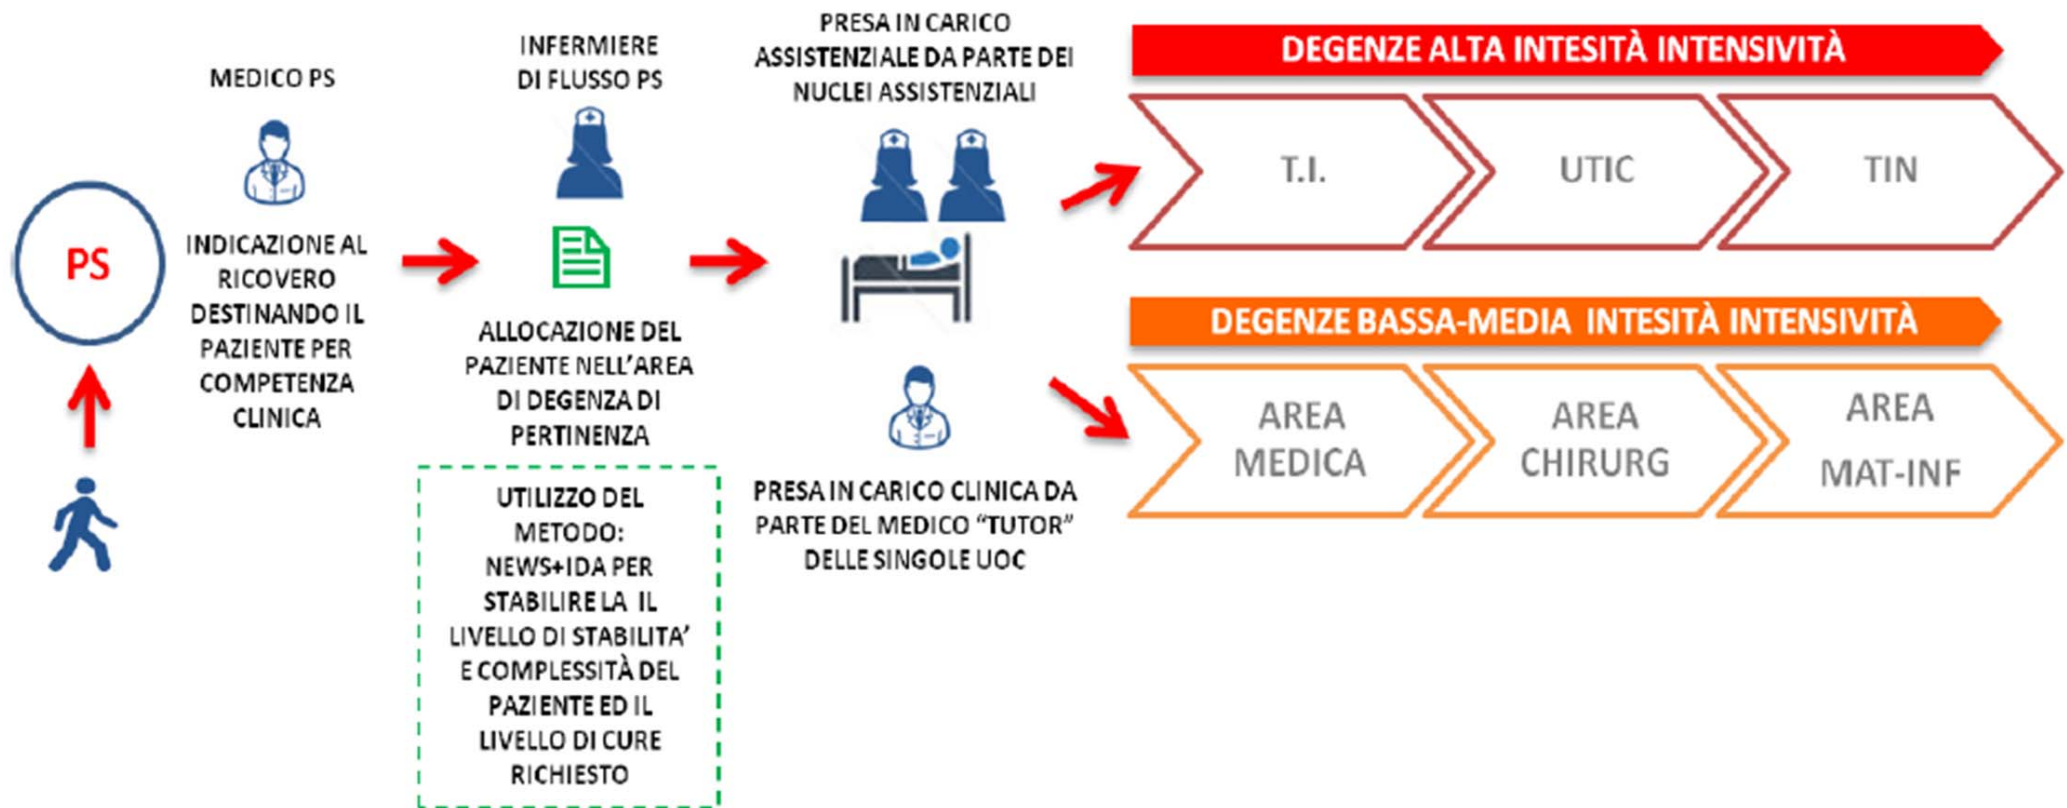 PS
MEDICO PS
INDICAZIONE AL
RICOVERO
DESTINANDO IL
PAZIENTE PER
COMPETENZA
CLINICA
INFERMIERE
DI FLUSSO PS
ALLOCAZIONE DEL
PAZIENTE NELL'AREA
DI DEGENZA DI
PERTINENZA
UTILIZZO DEL
METODO:
NEWS+IDA PER
STABILIRE LA IL
LIVELLO DI STABILITA'
E COMPLESSITÀ DEL
PAZIENTE ED IL
LIVELLO DI CURE
RICHIESTO
PRESA IN CARICO
ASSISTENZIALE DA PARTE DEI
NUCLEI ASSISTENZIALI
PRESA IN CARICO CLINICA DA
PARTE DEL MEDICO "TUTOR"
DELLE SINGOLE UOC
DEGENZE ALTA INTESITÀ INTENSIVITÀ
T.I.
UTIC
TIN
DEGENZE BASSA-MEDIA INTESITÀ INTENSIVITÀ
AREA
MEDICA
AREA
CHIRURG
AREA
MAT-INF